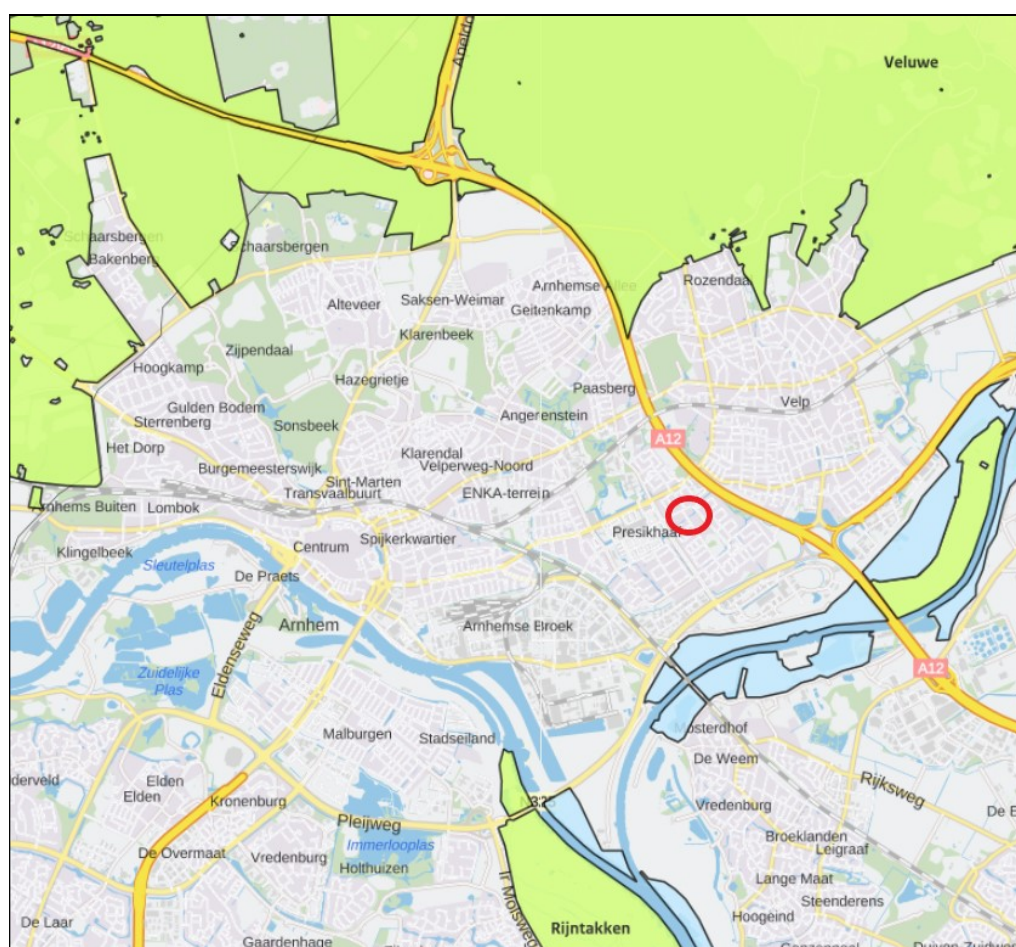 Veluwe
Schaarsbergen
Bakenberg
Schaarsbergen
Arnhemse Allee
Rozendaal
Alteveer
Saksen-Weimar
Geitenkamp
Klarenbeek
Zijpendaal
Hoogkamp
Hazegrietje
Paasberg
Velp
Gulden Bodem
Sterrenberg
Sonsbeek
Angerenstein
A12
Het Dorp
Klarendal
Burgemeesterswijk
Velperweg-Noord
Sint-Marten
Transvaalbuurt
ENKA-terrein
Arnhems Buiten
Lombok
Presikhaaf
Klingelbeek
Centrum
Spijkerkwartier
Sleutelplas
De Praets
Arnhem
Arnhemse Broek
Eldenseweg
Zuidelijke
Plas
A12
Malburgen
Stadseiland
Mosterdhof
De Weem
Elden
Elden
Kronenburg
Rijksweg
Pleijweg
Vredenburg
Immerlooplas
De Overmaat
Vredenburg
Holthuizen
Broeklanden
Leigraaf
Ir Molsweg
Lange Maat
Steenderens
De Laar
Hoogeind
Rijntakken
Gaardenhage